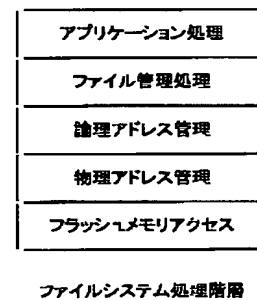 アプリケーション処理
ファイル管理処理
論理アドレス管理
物理アドレス管理
フラッシュメモリアクセス
ファイルシステム処理階層